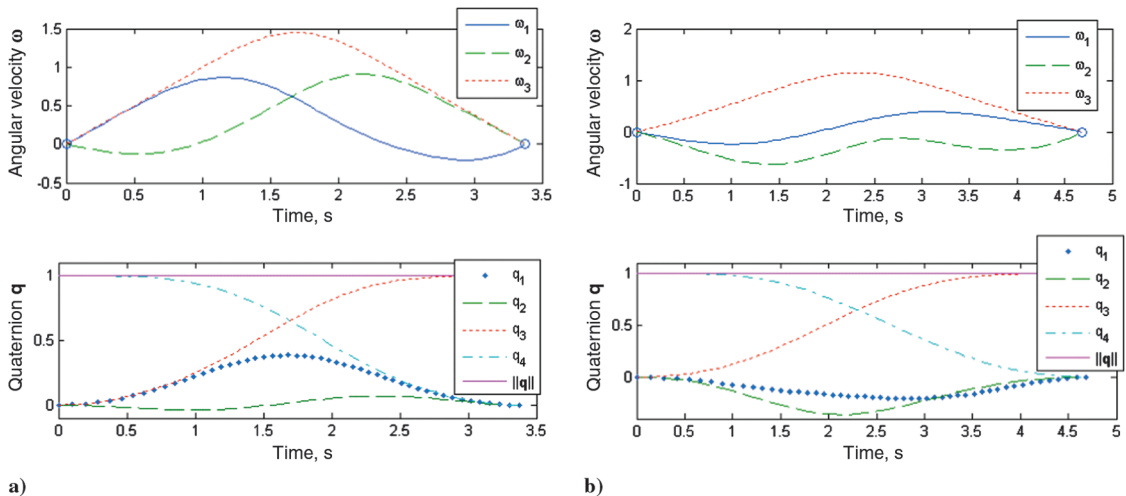 Angular velocity ω
1.5
1
0.5
0
-0.5
0 0.5 1 1.5 2 2.5 3 3.5
Time, s
ω1
ω2
ω3
Quaternion q
1
0.5
0
0 0.5 1 1.5 2 2.5 3 3.5
Time, s
q1
q2
q3
q4
||q||
a)
Angular velocity ω
2
1
0
-1
0 0.5 1 1.5 2 2.5 3 3.5 4 4.5 5
Time, s
ω1
ω2
ω3
Quaternion q
1
0.5
0
0 0.5 1 1.5 2 2.5 3 3.5 4 4.5 5
Time, s
q1
q2
q3
q4
||q||
b)